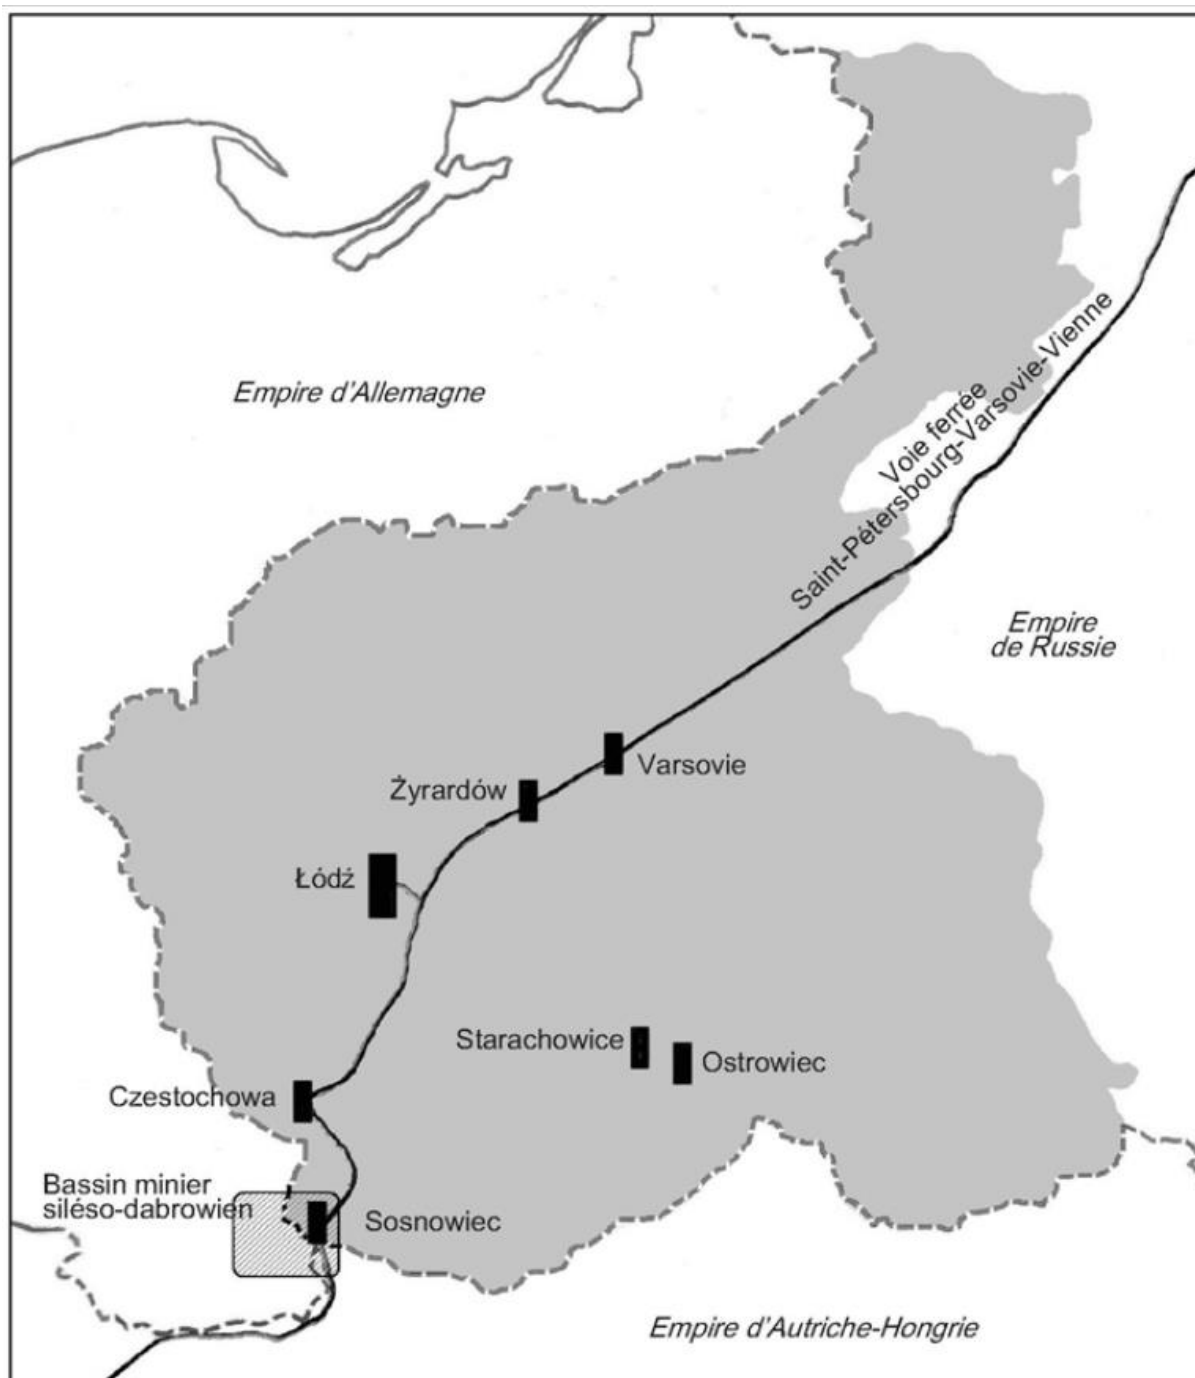 Empire d'Allemagne
Voie ferrée
Saint-Pétersbourg-Varsovie-Vienne
Empire
de Russie
Varsovie
Żyrardów
Łódź
Starachowice
Ostrowiec
Czestochowa
Bassin minier
siléso-dabrowien
Sosnowiec
Empire d'Autriche-Hongrie